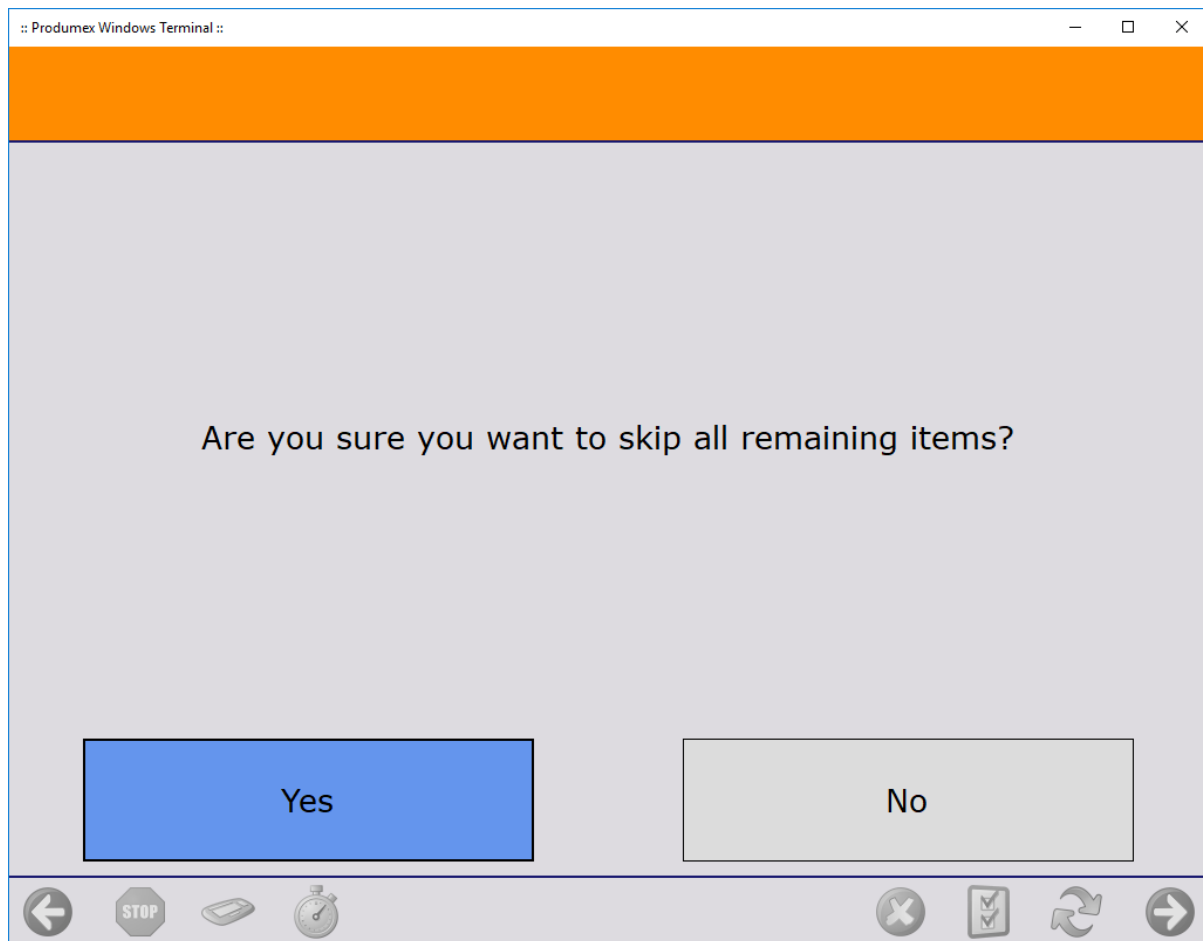 :: Produmex Windows Terminal ::
Are you sure you want to skip all remaining items?
Yes
No
STOP